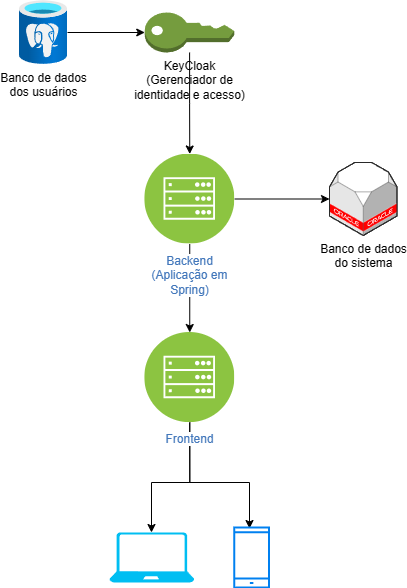 Banco de dados
dos usuários
KeyCloak
(Gerenciador de
identidade e acesso)
ORACLE
ORACLE
Backend
(Aplicação em
Spring)
Banco de dados
do sistema
Frontend